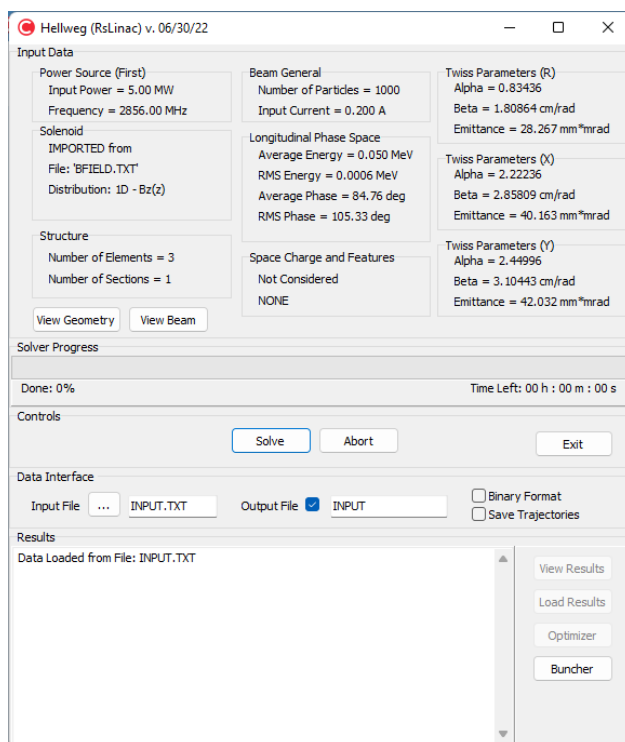 Hellweg (RsLinac) v. 06/30/22
Input Data
Power Source (First)
Input Power = 5.00 MW
Frequency = 2856.00 MHz
Solenoid
IMPORTED from
File: 'BFIELD.TXT'
Distribution: 1D - Bz(z)
Structure
Number of Elements = 3
Number of Sections = 1
View Geometry
View Beam
Beam General
Number of Particles = 1000
Input Current = 0.200 A
Longitudinal Phase Space
Average Energy = 0.050 MeV
RMS Energy = 0.0006 MeV
Average Phase = 84.76 deg
RMS Phase = 105.33 deg
Space Charge and Features
Not Considered
NONE
Twiss Parameters (R)
Alpha = 0.83436
Beta = 1.80864 cm/rad
Emittance = 28.267 mm*mrad
Twiss Parameters (X)
Alpha = 2.22236
Beta = 2.85809 cm/rad
Emittance = 40.163 mm*mrad
Twiss Parameters (Y)
Alpha = 2.44996
Beta = 3.10443 cm/rad
Emittance = 42.032 mm*mrad
Solver Progress
Done: 0%
Time Left: 00 h : 00 m : 00 s
Controls
Solve
Abort
Exit
Data Interface
Input File
...
INPUT.TXT
Output File
INPUT
Binary Format
Save Trajectories
Results
Data Loaded from File: INPUT.TXT
View Results
Load Results
Optimizer
Buncher